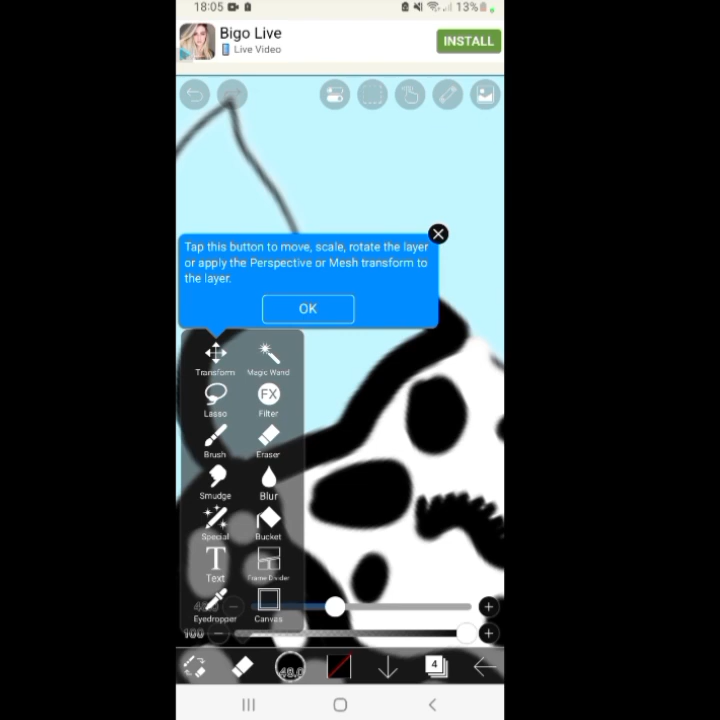 18:05
13%
Bigo Live
Live Video
INSTALL
Tap this button to move, scale, rotate the layer
or apply the Perspective or Mesh transform to
the layer.
OK
Transform
Magic Wand
Lasso
FX
Filter
Brush
Eraser
Smudge
Blur
Special
Bucket
T
Text
Frame Divider
Eyedropper
Canvas
100
48.0
4